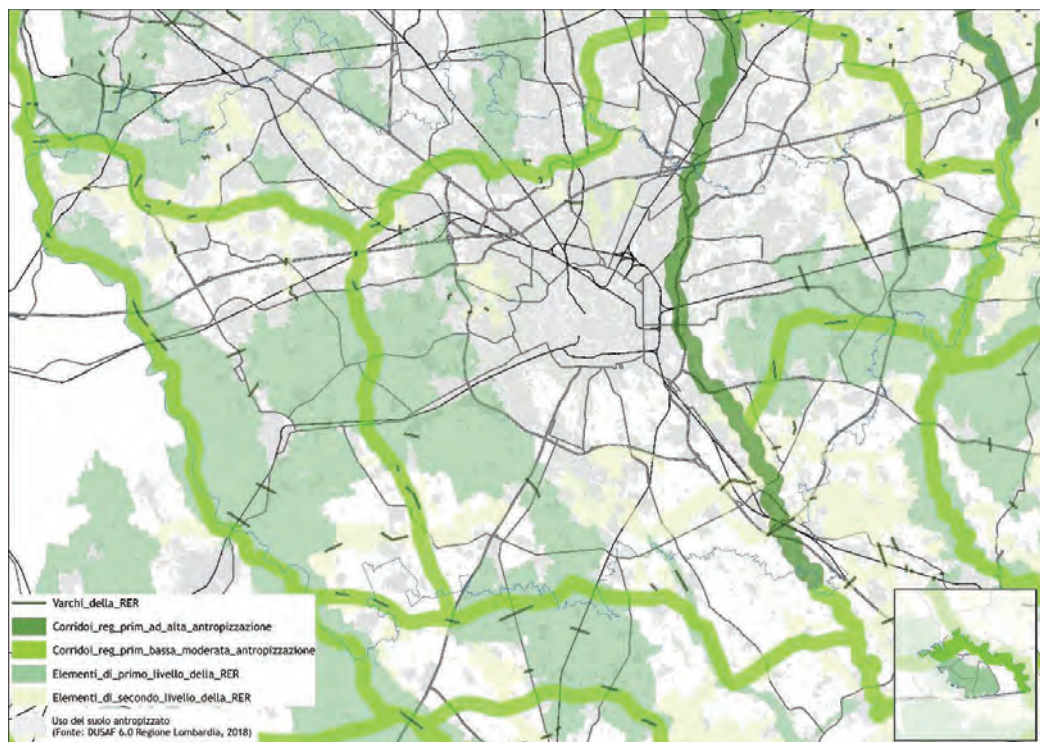 Varchi_della_RER
Corridoi_reg_prim_ad_alta_antropizzazione
Corridoi_reg_prim_bassa_moderata_antropizzazione
Elementi_di_primo_livello_della_RER
Elementi_di_secondo_livello_della_RER
Uso del suolo antropizzato
(Fonte: DUSAF 6.0 Regione Lombardia, 2018)